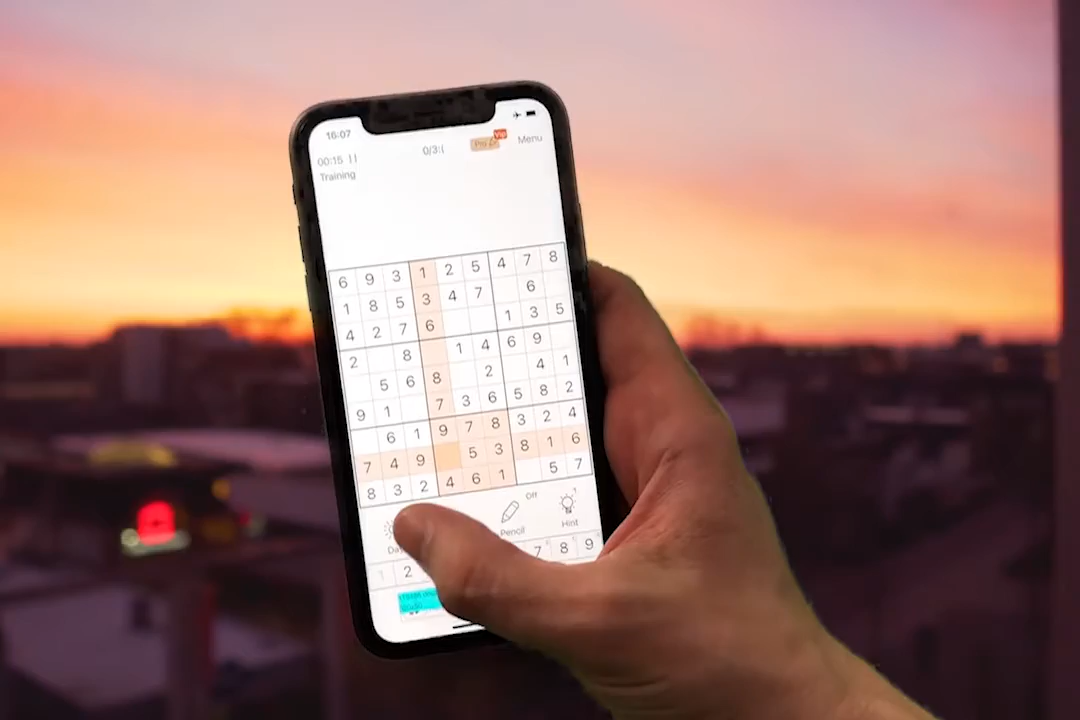 16:07
00:15 || 0/3:( Vip Menu
Training
6 9 3 1 2 5 4 7 8
1 8 5 3 4 7 6
4 2 7 6 1 3 5
2 8 1 4 6 9
5 6 8 2 4 1
9 1 7 3 6 5 8 2
6 1 9 7 8 3 2 4
7 4 9 5 3 8 1 6
8 3 2 4 6 1 5 7
Off
Pencil Hint
1 2 7 8 9